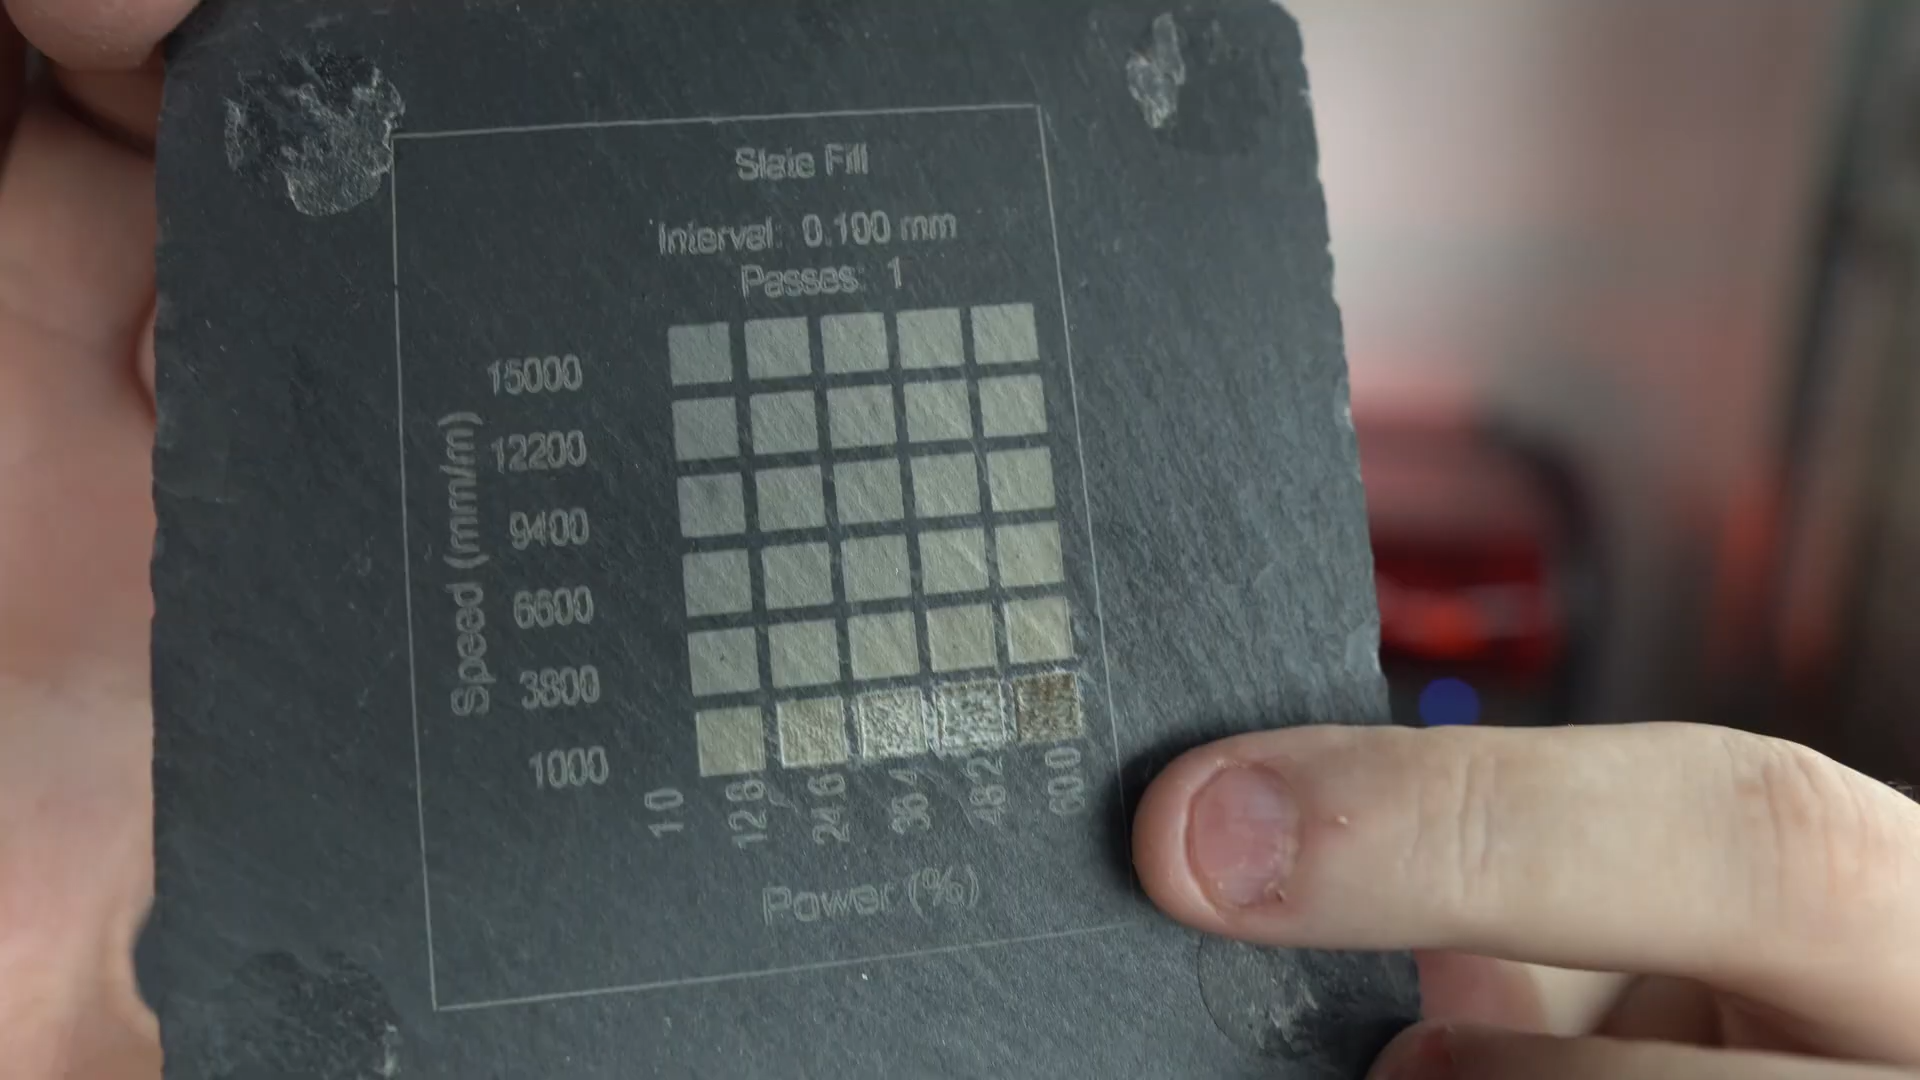 Slate Fill
Interval: 0.100 mm
Passes: 1
Speed (mm/m)
15000
12200
9400
6600
3800
1000
1.0 12.8 24.6 36.4 48.2 60.0
Power (%)